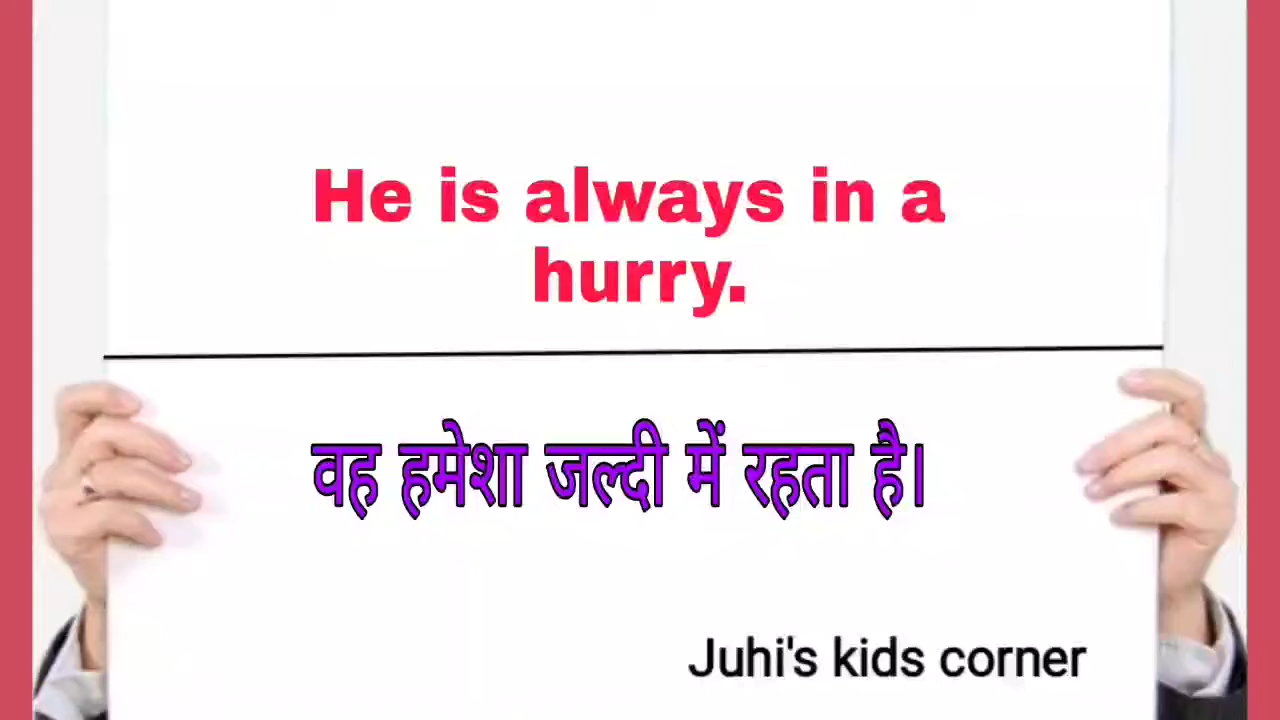 He is always in a
hurry.
वह हमेशा जल्दी में रहता है।
Juhi's kids corner